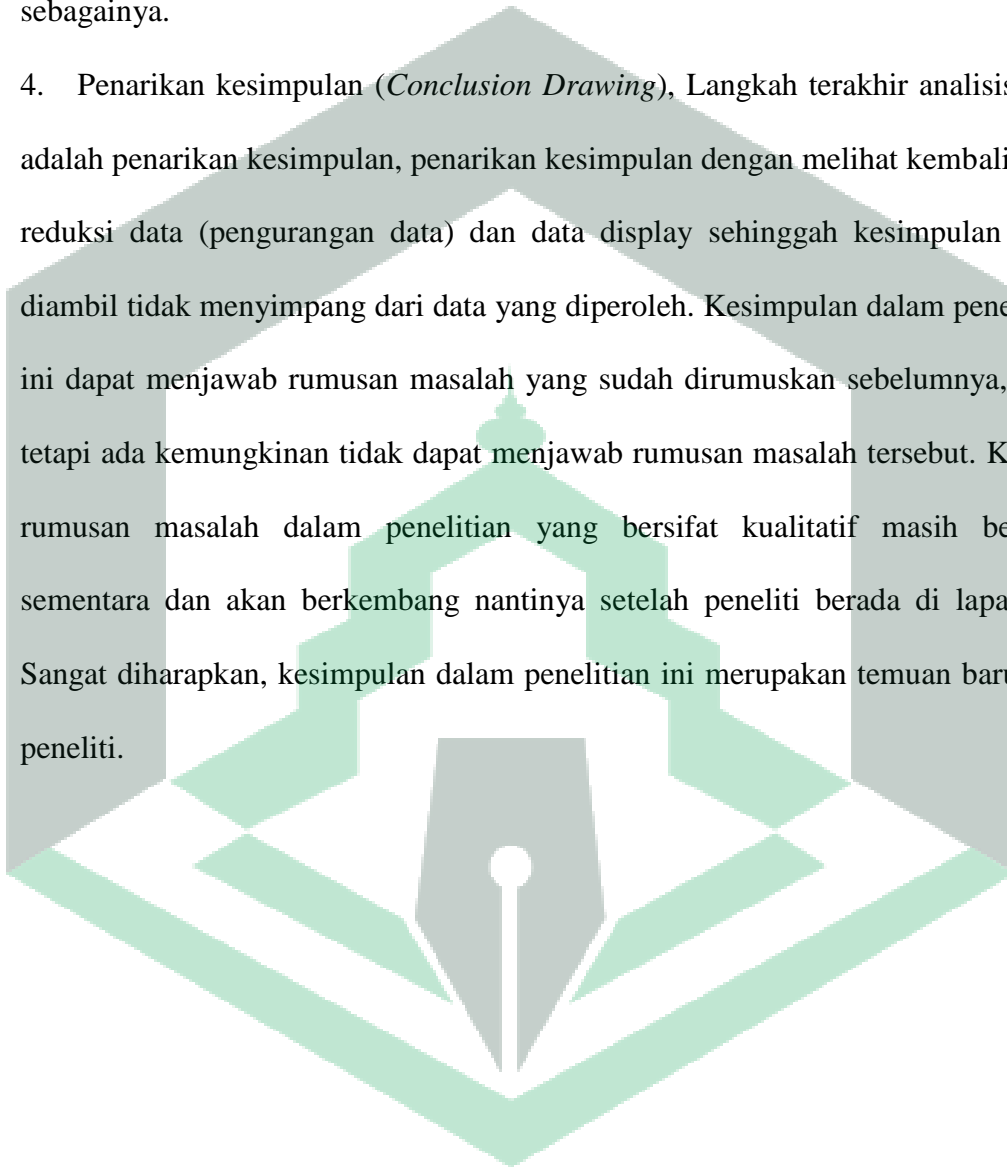 sebagainya.
4. Penarikan kesimpulan (Conclusion Drawing), Langkah terakhir analisis
adalah penarikan kesimpulan, penarikan kesimpulan dengan melihat kembali
reduksi data (pengurangan data) dan data display sehinggah kesimpulan
diambil tidak menyimpang dari data yang diperoleh. Kesimpulan dalam pene
ini dapat menjawab rumusan masalah yang sudah dirumuskan sebelumnya,
tetapi ada kemungkinan tidak dapat menjawab rumusan masalah tersebut. K
rumusan masalah dalam penelitian yang bersifat kualitatif masih be
sementara dan akan berkembang nantinya setelah peneliti berada di lapa
Sangat diharapkan, kesimpulan dalam penelitian ini merupakan temuan baru
peneliti.